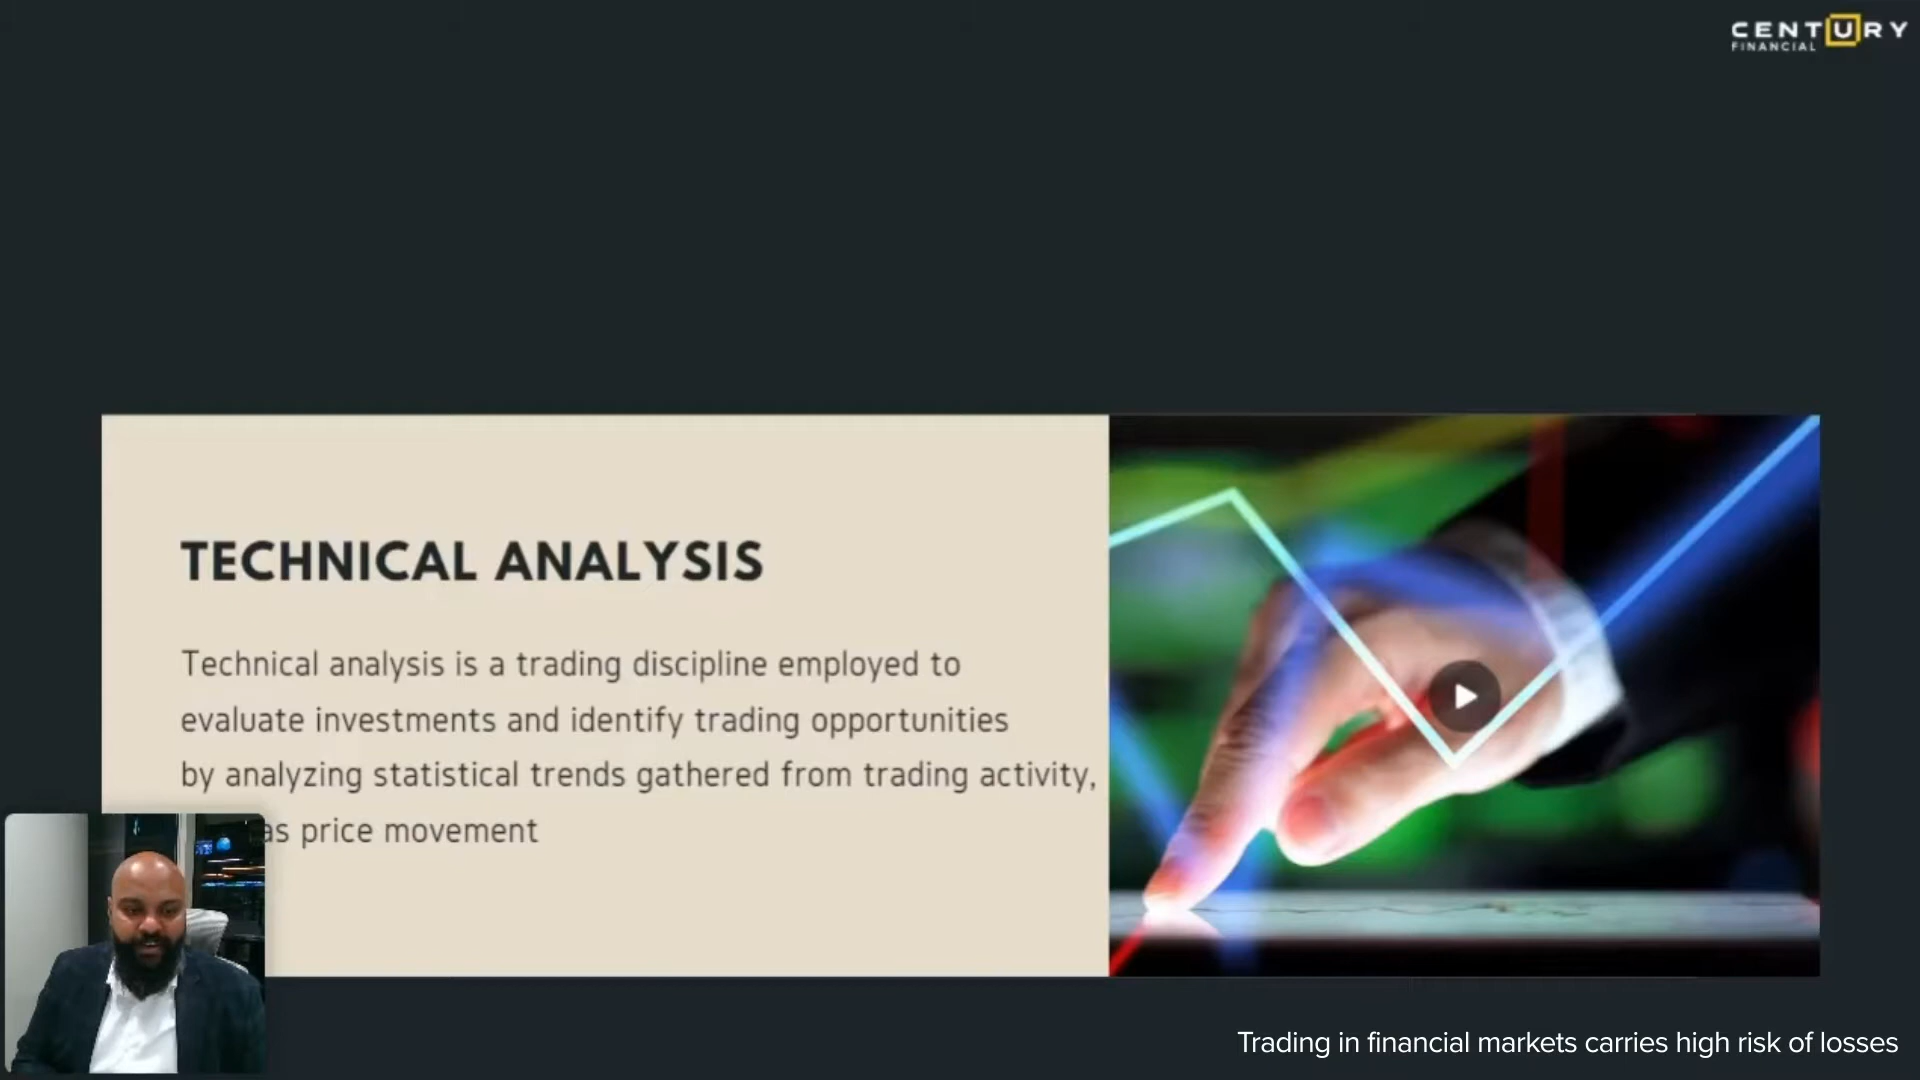 CENTURY
FINANCIAL
TECHNICAL ANALYSIS
Technical analysis is a trading discipline employed to
evaluate investments and identify trading opportunities
by analyzing statistical trends gathered from trading activity,
as price movement
Trading in financial markets carries high risk of losses